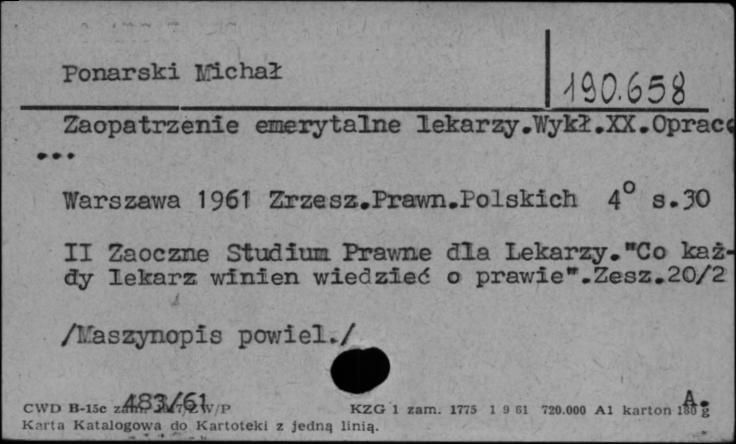 Ponarski Michał
190.658
Zaopatrzenie emerytalne lekarzy.Wykł.XX.Oprac
...
Warszawa 1961 Zrzesz.Prawn.Polskich 4° s.30
II Zaoczne Studium Prawne dla Lekarzy."Co każ-
dy lekarz winien wiedzieć o prawie".Zesz.20/2
/Maszynopis powiel./
483/61 A.
CWD B-15c W/P KZG 1 zam. 1775 1 9 61 720.000 A1 karton 180 g
Karta Katalogowa do Kartoteki z jedną linią.